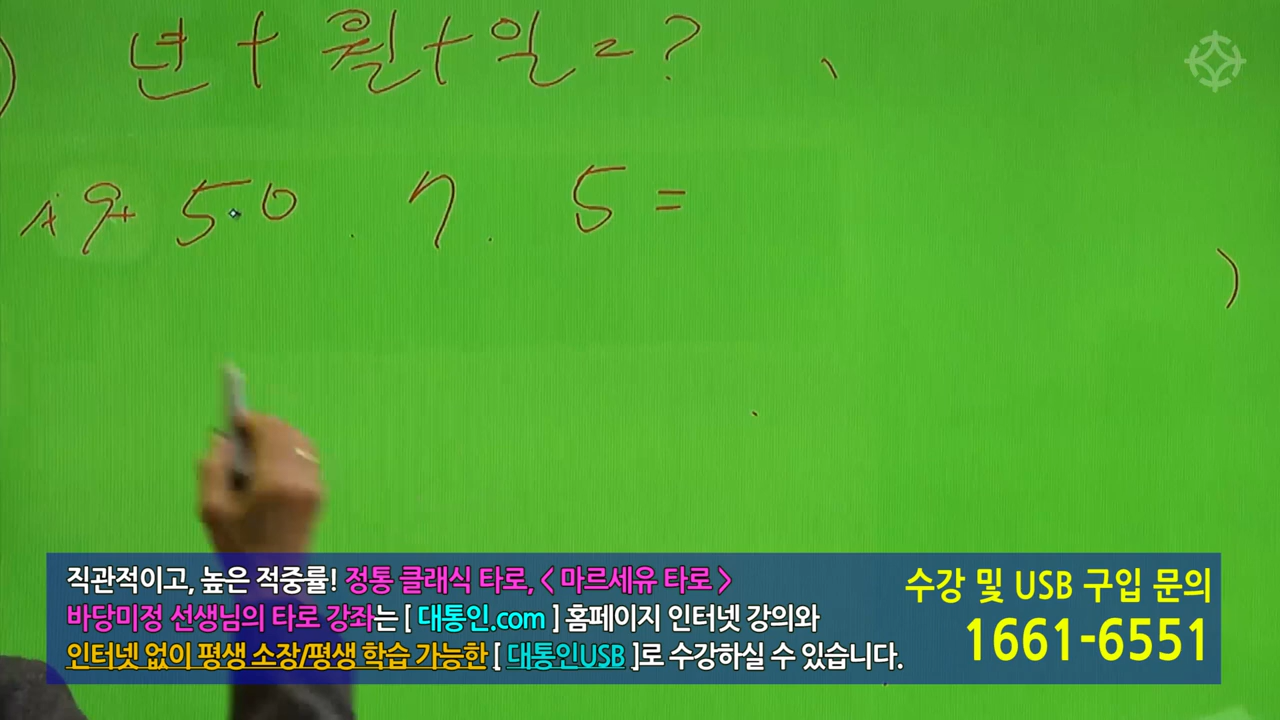 년 + 월 + 일 = ?
19+ 5·0 . 7 . 5 =
)
직관적이고, 높은 적중률! 정통 클래식 타로, < 마르세유 타로 >
바당미정 선생님의 타로 강좌는 [ 대통인.com ] 홈페이지 인터넷 강의와
인터넷 없이 평생 소장/평생 학습 가능한 [ 대통인USB ]로 수강하실 수 있습니다.
수강 및 USB 구입 문의
1661-6551